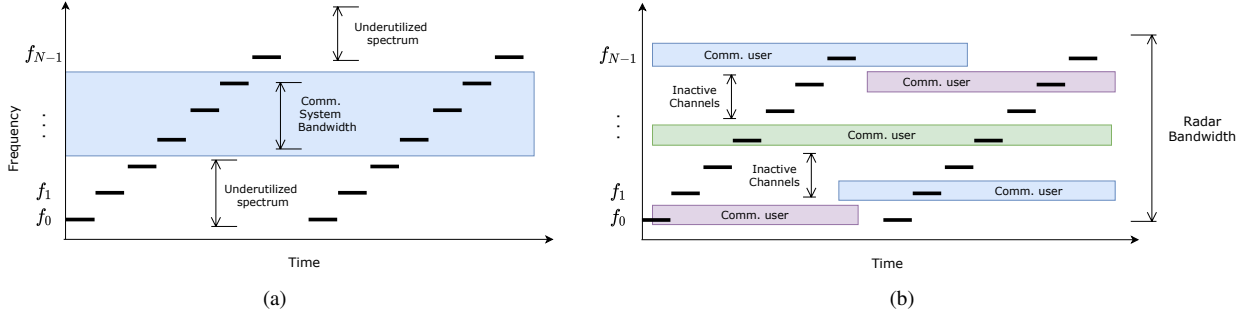 Underutilized
spectrum
f_{N-1}
Comm.
System
Bandwidth
⋮
Frequency
Underutilized
spectrum
f_1
f_0
Time
(a)
f_{N-1}
Comm. user
Comm. user
Inactive
Channels
⋮
Comm. user
Radar
Bandwidth
Inactive
Channels
f_1
Comm. user
f_0
Comm. user
Time
(b)